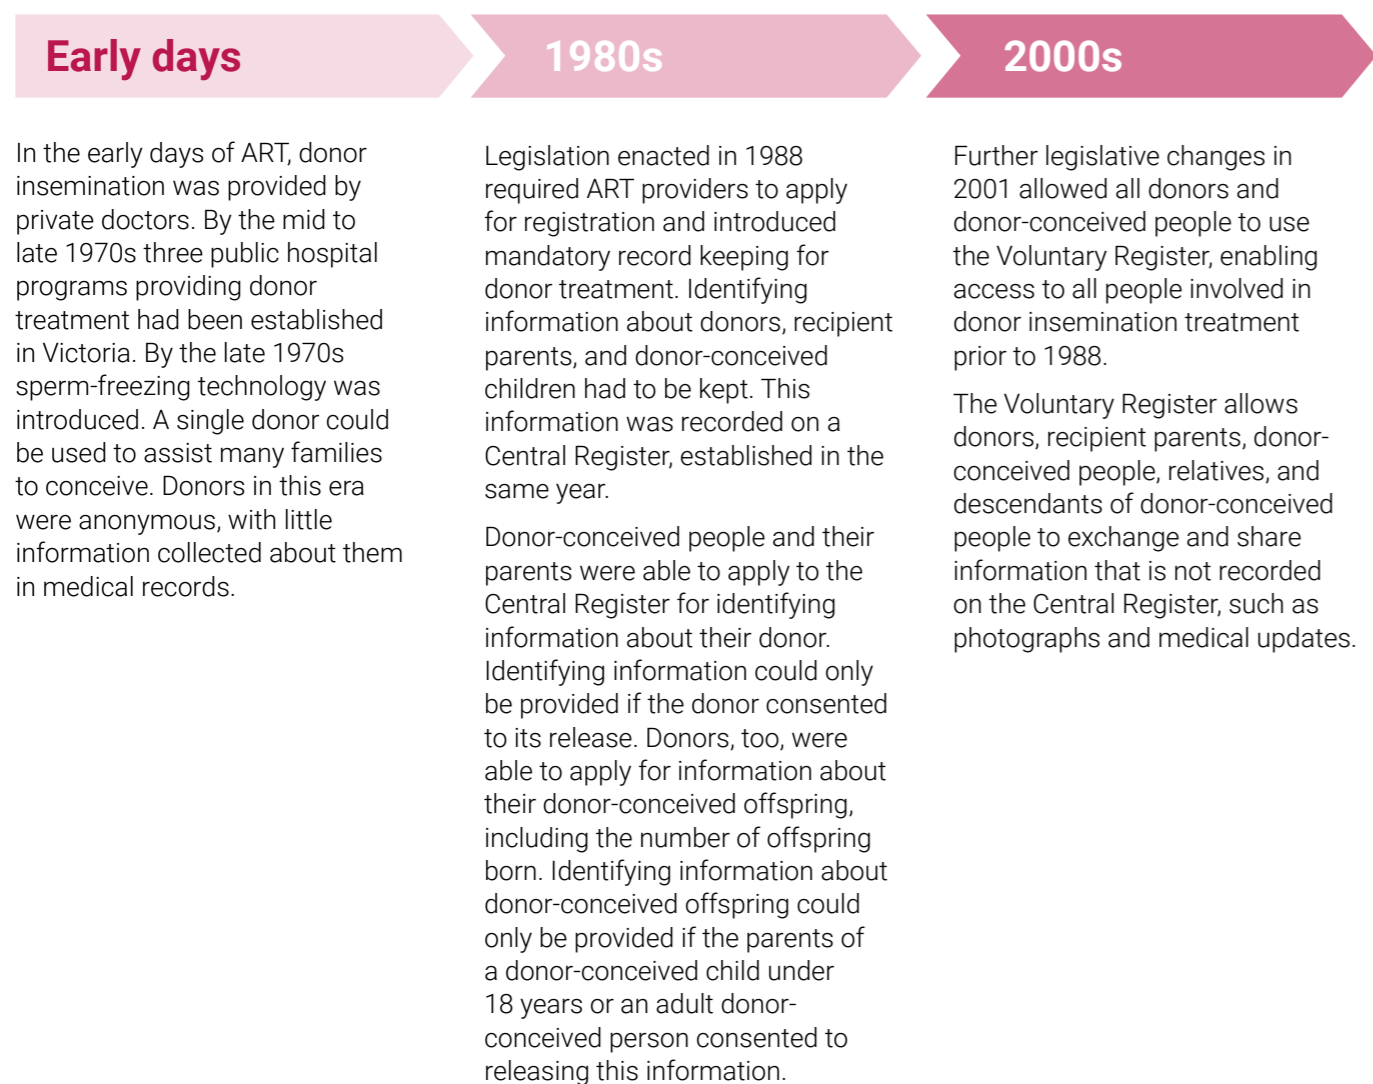 Early days
In the early days of ART, donor
insemination was provided by
private doctors. By the mid to
late 1970s three public hospital
programs providing donor
treatment had been established
in Victoria. By the late 1970s
sperm-freezing technology was
introduced. A single donor could
be used to assist many families
to conceive. Donors in this era
were anonymous, with little
information collected about them
in medical records.
1980s
Legislation enacted in 1988
required ART providers to apply
for registration and introduced
mandatory record keeping for
donor treatment. Identifying
information about donors, recipient
parents, and donor-conceived
children had to be kept. This
information was recorded on a
Central Register, established in the
same year.
Donor-conceived people and their
parents were able to apply to the
Central Register for identifying
information about their donor.
Identifying information could only
be provided if the donor consented
to its release. Donors, too, were
able to apply for information about
their donor-conceived offspring,
including the number of offspring
born. Identifying information about
donor-conceived offspring could
only be provided if the parents of
a donor-conceived child under
18 years or an adult donor-
conceived person consented to
releasing this information.
2000s
Further legislative changes in
2001 allowed all donors and
donor-conceived people to use
the Voluntary Register, enabling
access to all people involved in
donor insemination treatment
prior to 1988.
The Voluntary Register allows
donors, recipient parents, donor-
conceived people, relatives, and
descendants of donor-conceived
people to exchange and share
information that is not recorded
on the Central Register, such as
photographs and medical updates.